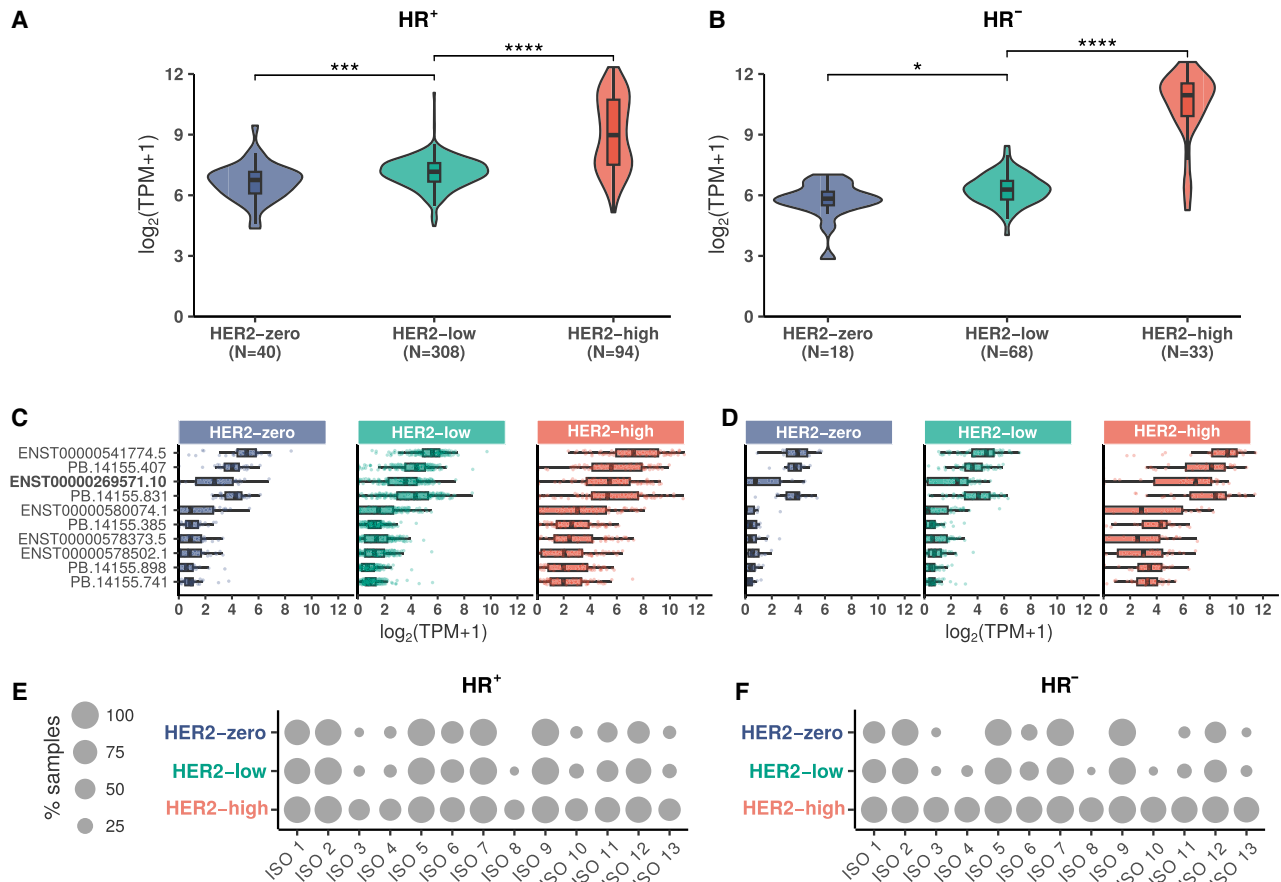 A
HR⁺
B
HR⁻
log₂(TPM+1)
12
9
6
3
0
***
****
HER2−zero
(N=40)
HER2−low
(N=308)
HER2−high
(N=94)
log₂(TPM+1)
12
9
6
3
0
*
****
HER2−zero
(N=18)
HER2−low
(N=68)
HER2−high
(N=33)
C
HER2−zero
HER2−low
HER2−high
ENST00000541774.5
PB.14155.407
ENST00000269571.10
PB.14155.831
ENST00000580074.1
PB.14155.385
ENST00000578373.5
ENST00000578502.1
PB.14155.898
PB.14155.741
0 2 4 6 8 10 12
0 2 4 6 8 10 12
0 2 4 6 8 10 12
log₂(TPM+1)
D
HER2−zero
HER2−low
HER2−high
0 2 4 6 8 10 12
0 2 4 6 8 10 12
0 2 4 6 8 10 12
log₂(TPM+1)
E
HR⁺
% samples
100
75
50
25
HER2−zero
HER2−low
HER2−high
ISO 1
ISO 2
ISO 3
ISO 4
ISO 5
ISO 6
ISO 7
ISO 8
ISO 9
ISO 10
ISO 11
ISO 12
ISO 13
F
HR⁻
HER2−zero
HER2−low
HER2−high
ISO 1
ISO 2
ISO 3
ISO 4
ISO 5
ISO 6
ISO 7
ISO 8
ISO 9
ISO 10
ISO 11
ISO 12
ISO 13